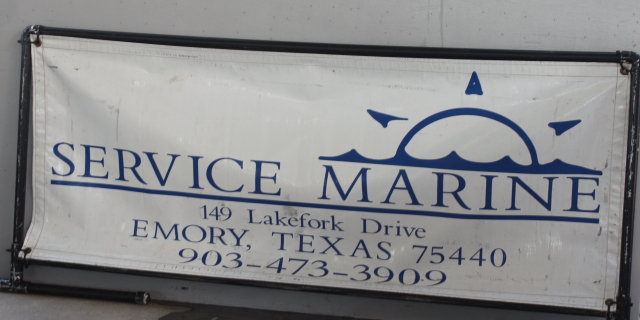 SERVICE MARINE
149 Lakefork Drive
EMORY, TEXAS 75440
903-473-3909